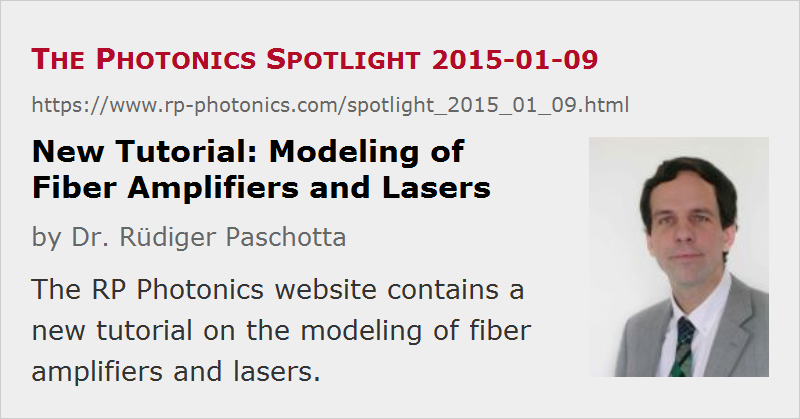 THE PHOTONICS SPOTLIGHT 2015-01-09
https://www.rp-photonics.com/spotlight_2015_01_09.html
New Tutorial: Modeling of
Fiber Amplifiers and Lasers
by Dr. Rüdiger Paschotta
The RP Photonics website contains a
new tutorial on the modeling of fiber
amplifiers and lasers.